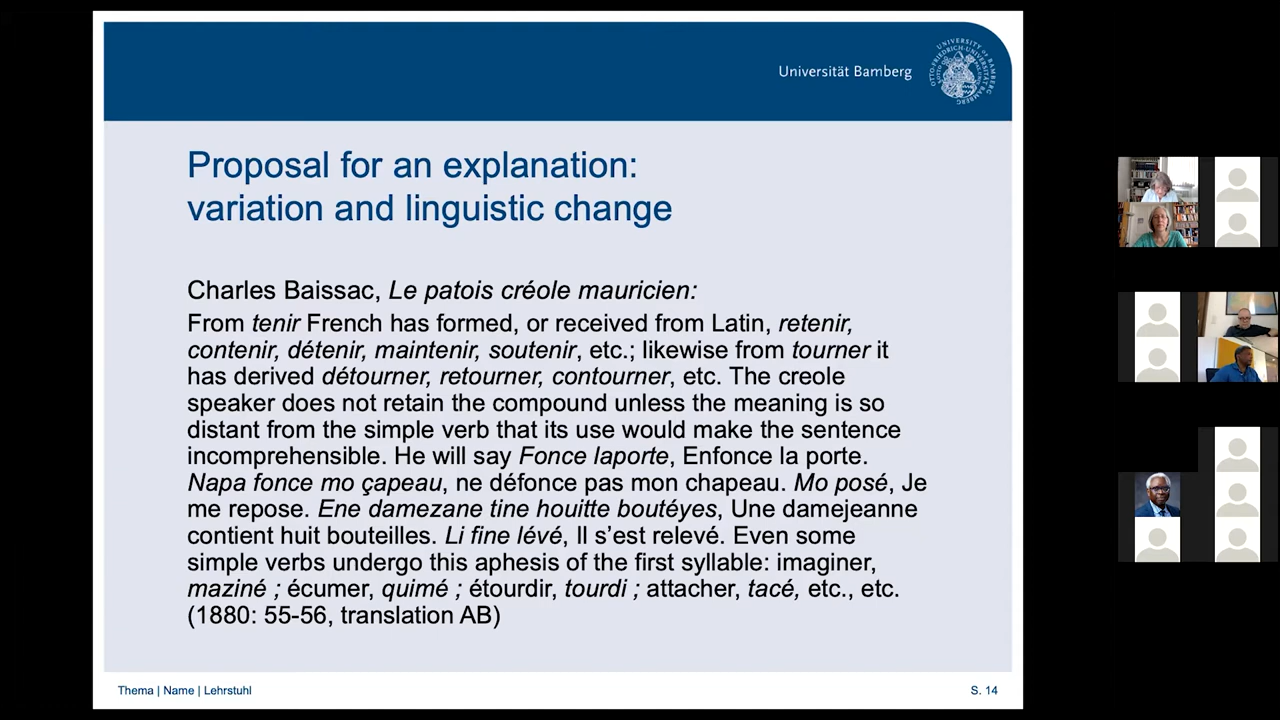 Universität Bamberg
Proposal for an explanation:
variation and linguistic change
Charles Baissac, Le patois créole mauricien:
From tenir French has formed, or received from Latin, retenir,
contenir, détenir, maintenir, soutenir, etc.; likewise from tourner it
has derived détourner, retourner, contourner, etc. The creole
speaker does not retain the compound unless the meaning is so
distant from the simple verb that its use would make the sentence
incomprehensible. He will say Fonce laporte, Enfonce la porte.
Napa fonce mo çapeau, ne défonce pas mon chapeau. Mo posé, Je
me repose. Ene damezane tine houitte boutéyes, Une damejeanne
contient huit bouteilles. Li fine lévé, Il s’est relevé. Even some
simple verbs undergo this aphesis of the first syllable: imaginer,
maziné ; écumer, quimé ; étourdir, tourdi ; attacher, tacé, etc., etc.
(1880: 55-56, translation AB)
Thema | Name | Lehrstuhl
S. 14